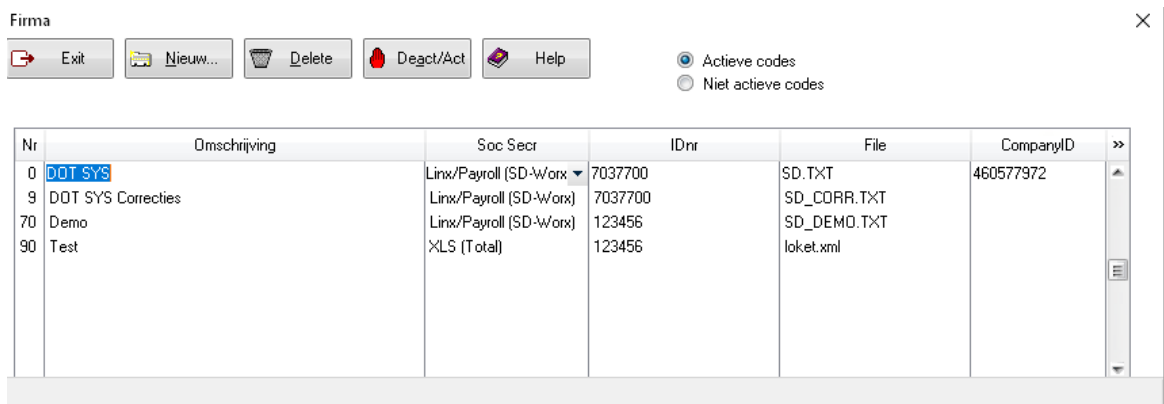 Firma
Exit Nieuw... Delete Deact/Act Help
Actieve codes
Niet actieve codes
Nr Omschrijving Soc Secr IDnr File CompanyID »
0 DOT SYS Linx/Payroll (SD-Worx 7037700 SD.TXT 460577972
9 DOT SYS Correcties Linx/Payroll (SD-Worx) 7037700 SD_CORR.TXT
70 Demo Linx/Payroll (SD-Worx) 123456 SD_DEMO.TXT
90 Test XLS (Total) 123456 loket.xml